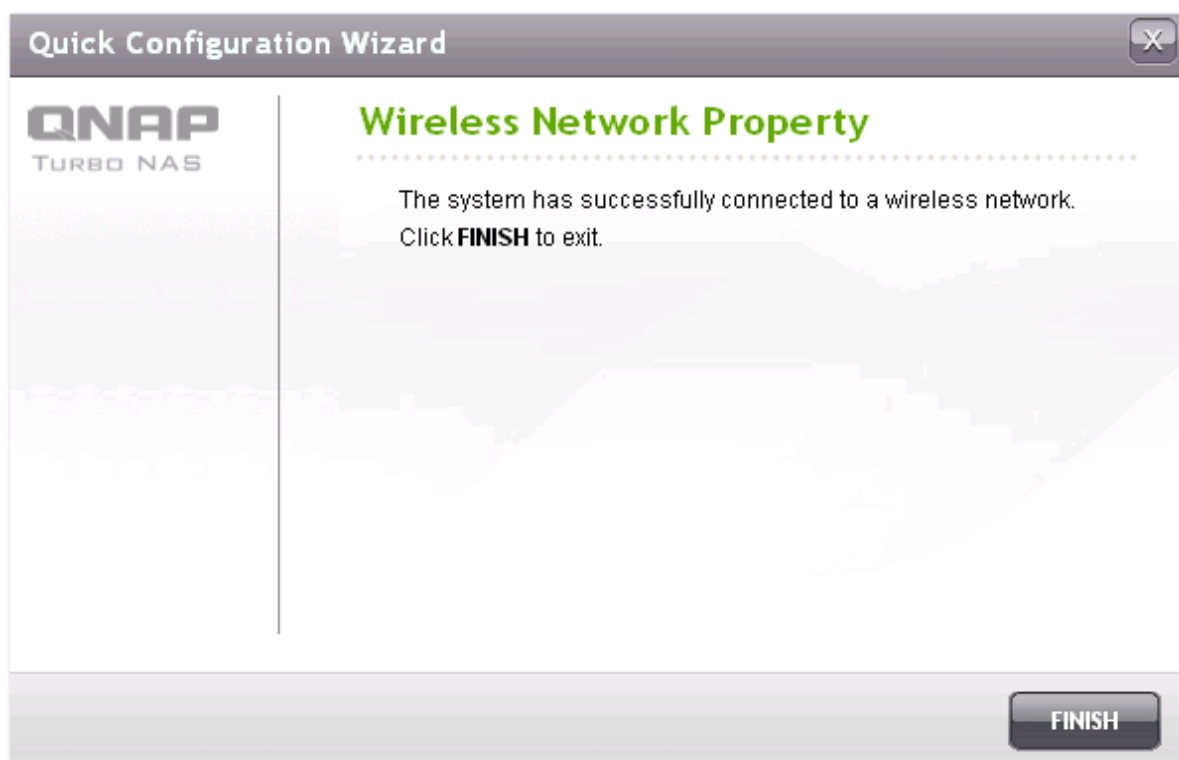 Quick Configuration Wizard
X
QNAP
TURBO NAS
Wireless Network Property
The system has successfully connected to a wireless network.
Click FINISH to exit.
FINISH